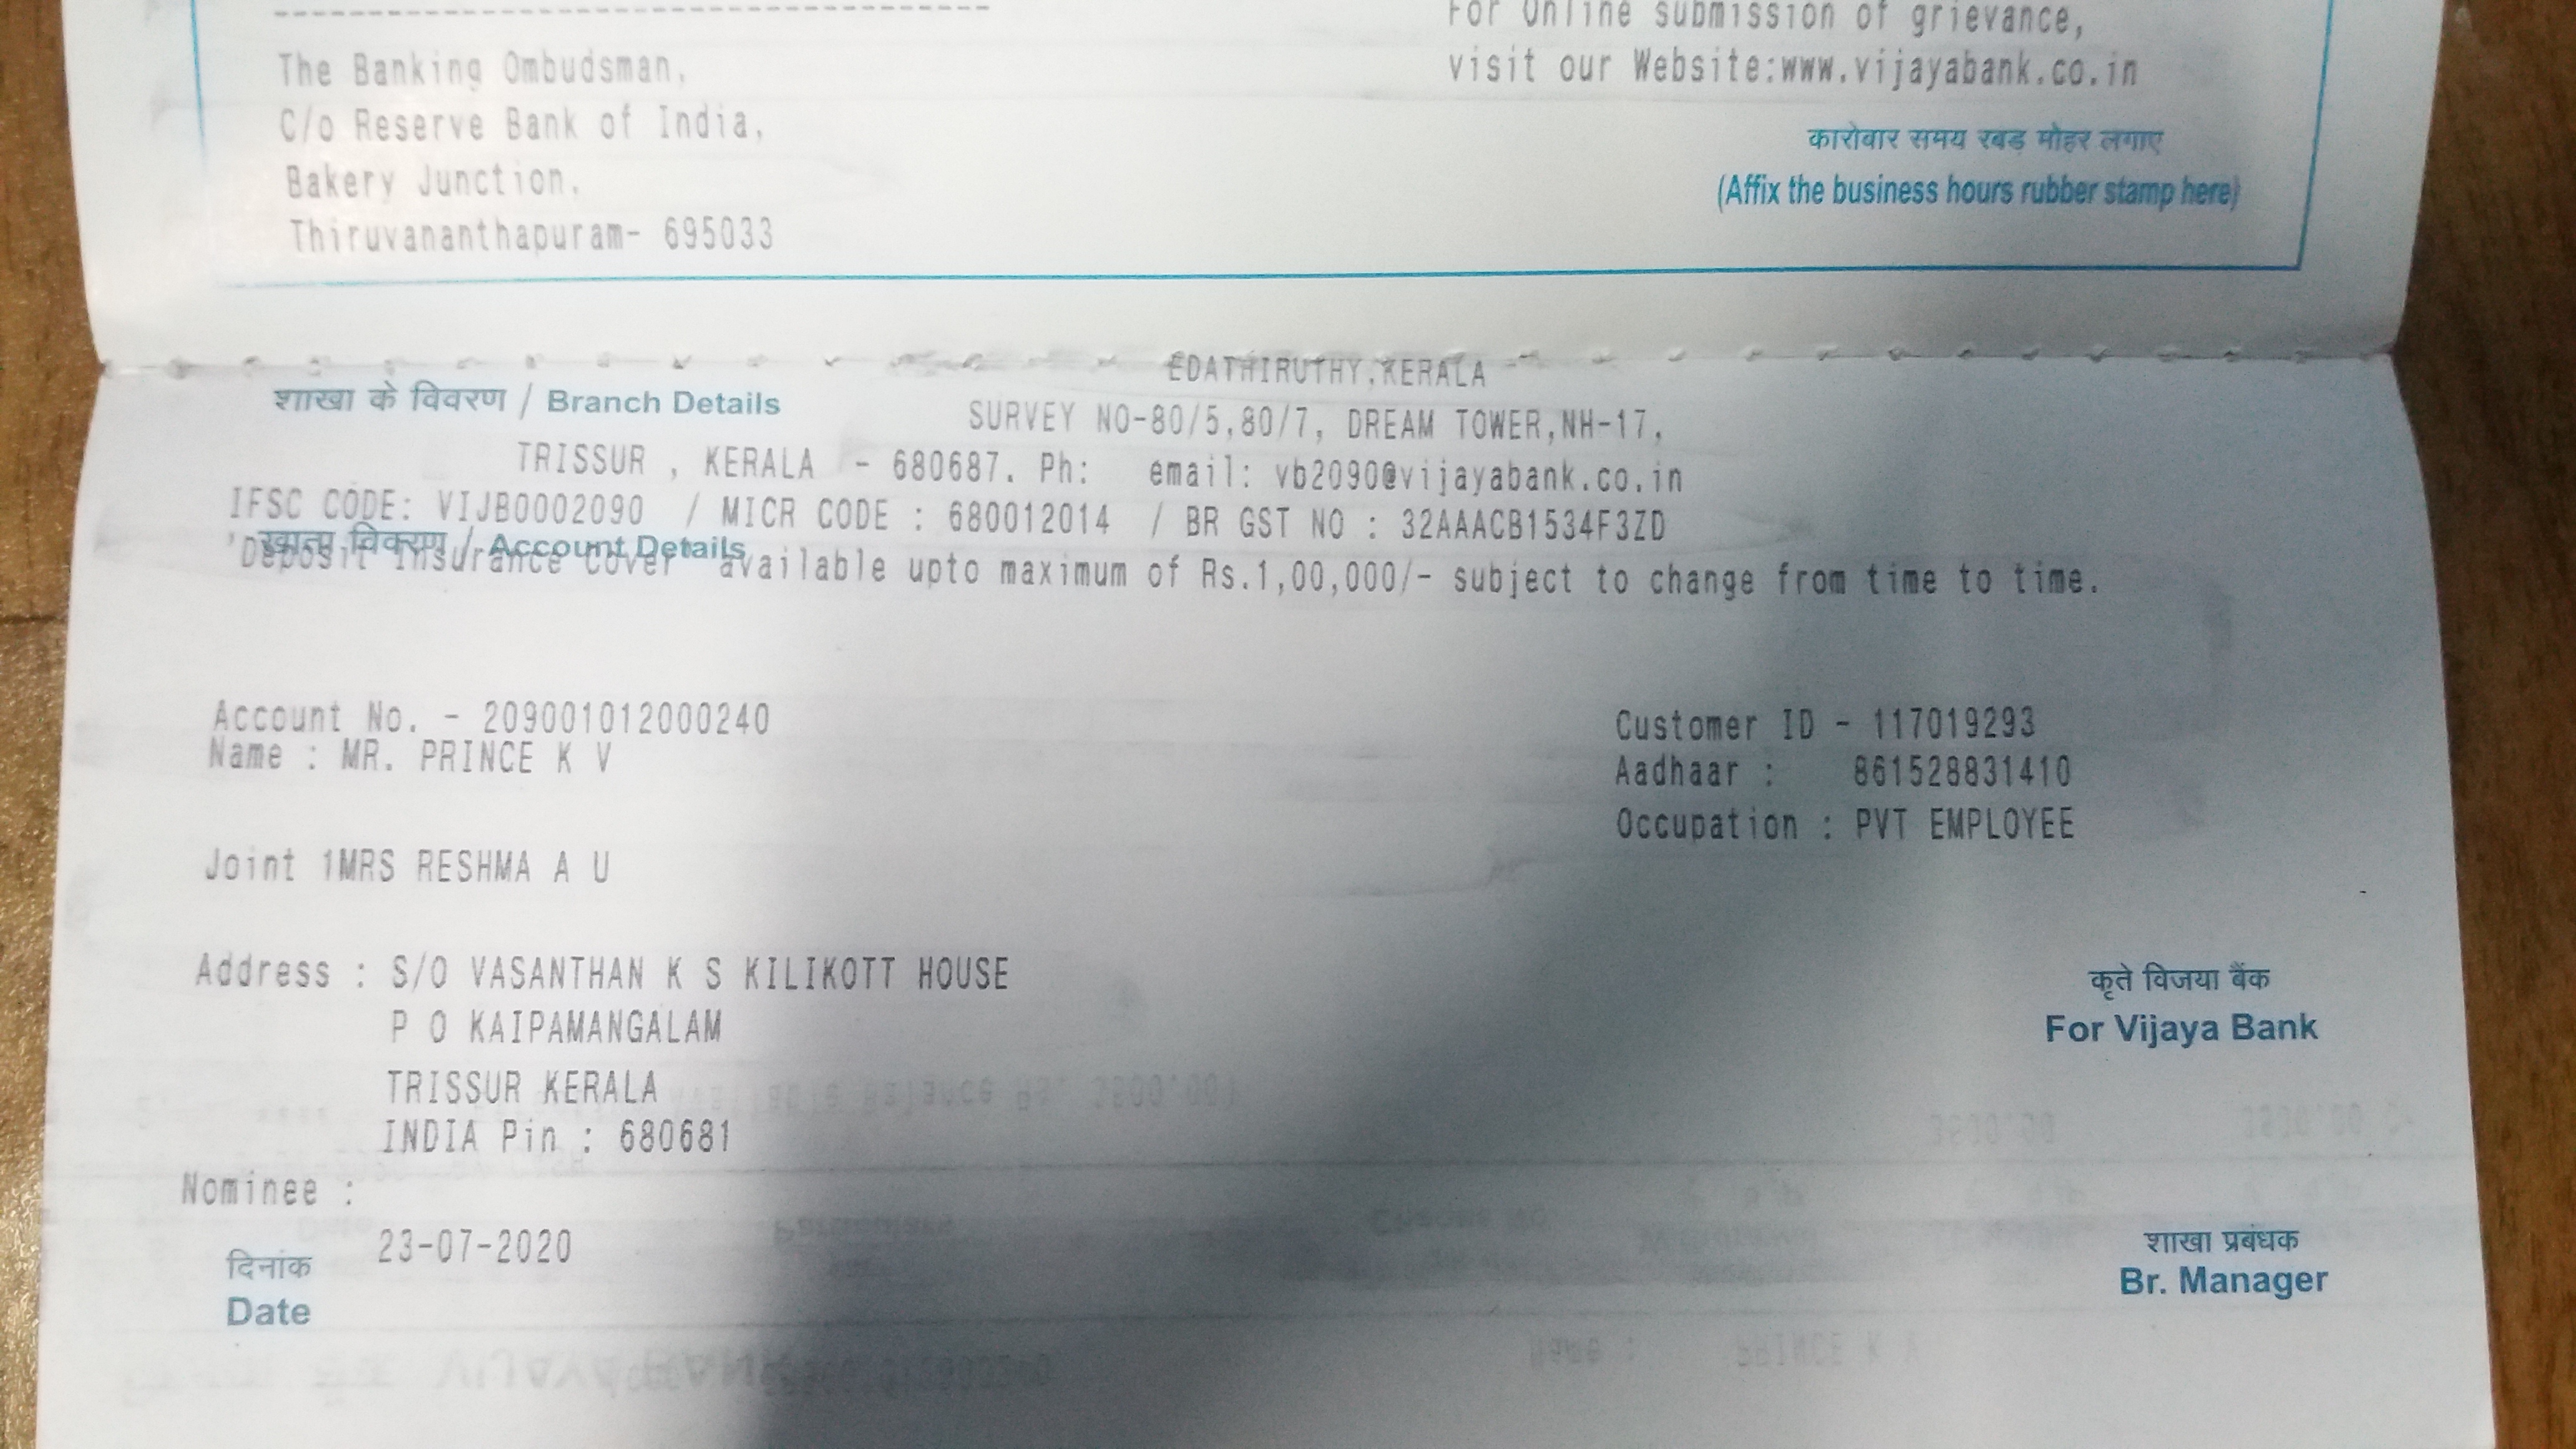 For Online submission of grievance,
The Banking Ombudsman,
visit our Website:www.vijayabank.co.in
C/o Reserve Bank of India,
कारोबार समय रबड़ मोहर लगाए
Bakery Junction,
(Affix the business hours rubber stamp here)
Thiruvananthapuram- 695033
EDATHIRUTHY,KERALA
शाखा के विवरण / Branch Details
SURVEY NO-80/5,80/7, DREAM TOWER,NH-17,
TRISSUR , KERALA - 680687. Ph: email: vb2090@vijayabank.co.in
IFSC CODE: VIJB0002090 / MICR CODE : 680012014 / BR GST NO : 32AAACB1534F3ZD
खाता विवरण / Account Details
'Deposit Insurance Cover' available upto maximum of Rs.1,00,000/- subject to change from time to time.
Account No. - 209001012000240
Customer ID - 117019293
Name : MR. PRINCE K V
Aadhaar : 861528831410
Occupation : PVT EMPLOYEE
Joint 1MRS RESHMA A U
Address : S/O VASANTHAN K S KILIKOTT HOUSE
कृते विजया बैंक
P O KAIPAMANGALAM
For Vijaya Bank
TRISSUR KERALA
INDIA Pin : 680681
Nominee :
23-07-2020
दिनांक
शाखा प्रबंधक
Date
Br. Manager